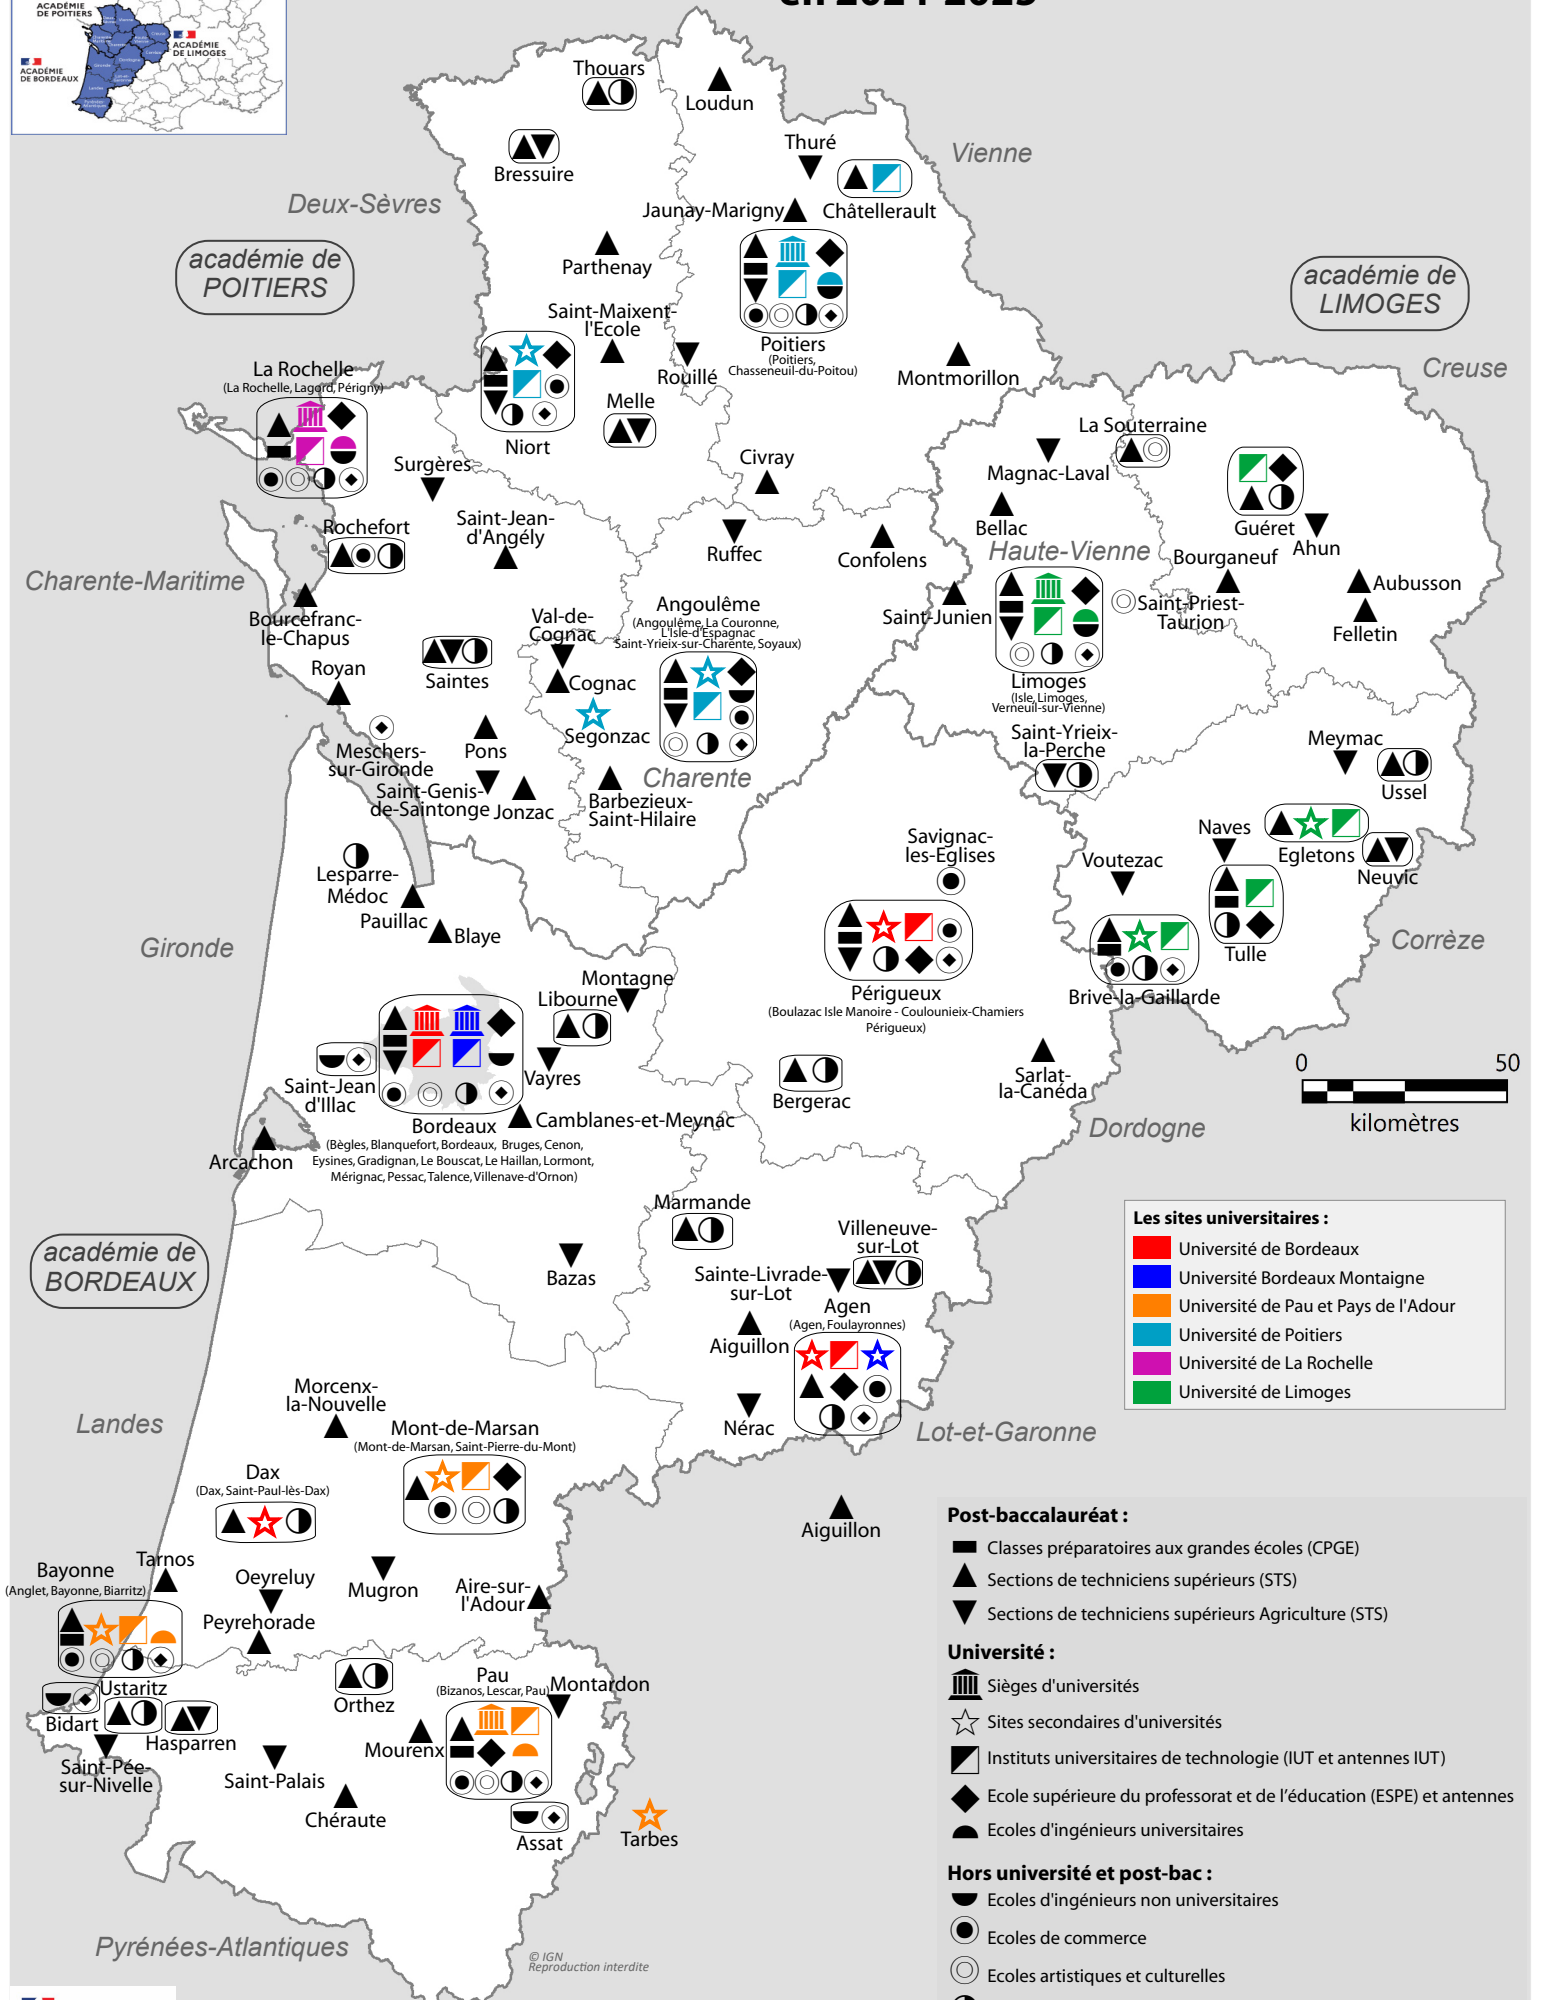 en 2024-2025
ACADÉMIE
DE POITIERS
ACADÉMIE
DE LIMOGES
ACADÉMIE
DE BORDEAUX
Thouars
Loudun
Thuré
Vienne
Bressuire
Deux-Sèvres
Jaunay-Marigny
Châtellerault
académie de
POITIERS
Parthenay
académie de
LIMOGES
Saint-Maixent-
l'Ecole
Poitiers
(Poitiers,
Chasseneuil-du-Poitou)
Rouillé
Montmorillon
Creuse
La Rochelle
(La Rochelle, Lagord, Périgny)
Melle
Niort
La Souterraine
Surgères
Civray
Magnac-Laval
Saint-Jean-
d'Angély
Rochefort
Ruffec
Confolens
Bellac
Guéret
Ahun
Haute-Vienne
Bourganeuf
Charente-Maritime
Aubusson
Bourcefranc-
le-Chapus
Val-de-
Cognac
Angoulême
(Angoulême, La Couronne,
L'Isle-d'Espagnac
Saint-Yrieix-sur-Charente, Soyaux)
Saint-Junien
Saint-Priest-
Taurion
Felletin
Royan
Saintes
Cognac
Limoges
(Isle, Limoges,
Verneuil-sur-Vienne)
Segonzac
Meschers-
sur-Gironde
Pons
Saint-Yrieix-
la-Perche
Meymac
Charente
Saint-Genis-
de-Saintonge
Jonzac
Barbezieux-
Saint-Hilaire
Ussel
Savignac-
les-Eglises
Naves
Egletons
Lesparre-
Médoc
Voutezac
Neuvic
Pauillac
Blaye
Gironde
Corrèze
Tulle
Montagne
Libourne
Périgueux
(Boulazac Isle Manoire - Coulounieix-Chamiers
Périgueux)
Brive-la-Gaillarde
0 50
kilomètres
Saint-Jean
d'Illac
Vayres
Sarlat-
la-Canéda
Bergerac
Bordeaux
(Bègles, Blanquefort, Bordeaux, Bruges, Cenon,
Eysines, Gradignan, Le Bouscat, Le Haillan, Lormont,
Mérignac, Pessac, Talence, Villenave-d'Ornon)
Camblanes-et-Meynac
Dordogne
Arcachon
Marmande
Villeneuve-
sur-Lot
académie de
BORDEAUX
Bazas
Sainte-Livrade-
sur-Lot
Agen
(Agen, Foulayronnes)
Aiguillon
Les sites universitaires :
Université de Bordeaux
Université Bordeaux Montaigne
Université de Pau et Pays de l'Adour
Université de Poitiers
Université de La Rochelle
Université de Limoges
Morcenx-
la-Nouvelle
Landes
Mont-de-Marsan
(Mont-de-Marsan, Saint-Pierre-du-Mont)
Nérac
Lot-et-Garonne
Dax
(Dax, Saint-Paul-lès-Dax)
Aiguillon
Bayonne
(Anglet, Bayonne, Biarritz)
Tarnos
Oeyreluy
Mugron
Aire-sur-
l'Adour
Peyrehorade
Ustaritz
Orthez
Pau
(Bizanos, Lescar, Pau)
Montardon
Bidart
Hasparren
Mourenx
Saint-Pée-
sur-Nivelle
Saint-Palais
Chéraute
Assat
Tarbes
Pyrénées-Atlantiques
© IGN
Reproduction interdite
Post-baccalauréat :
Classes préparatoires aux grandes écoles (CPGE)
Sections de techniciens supérieurs (STS)
Sections de techniciens supérieurs Agriculture (STS)
Université :
Sièges d'universités
Sites secondaires d'universités
Instituts universitaires de technologie (IUT et antennes IUT)
Ecole supérieure du professorat et de l’éducation (ESPE) et antennes
Ecoles d'ingénieurs universitaires
Hors université et post-bac :
Ecoles d'ingénieurs non universitaires
Ecoles de commerce
Ecoles artistiques et culturelles